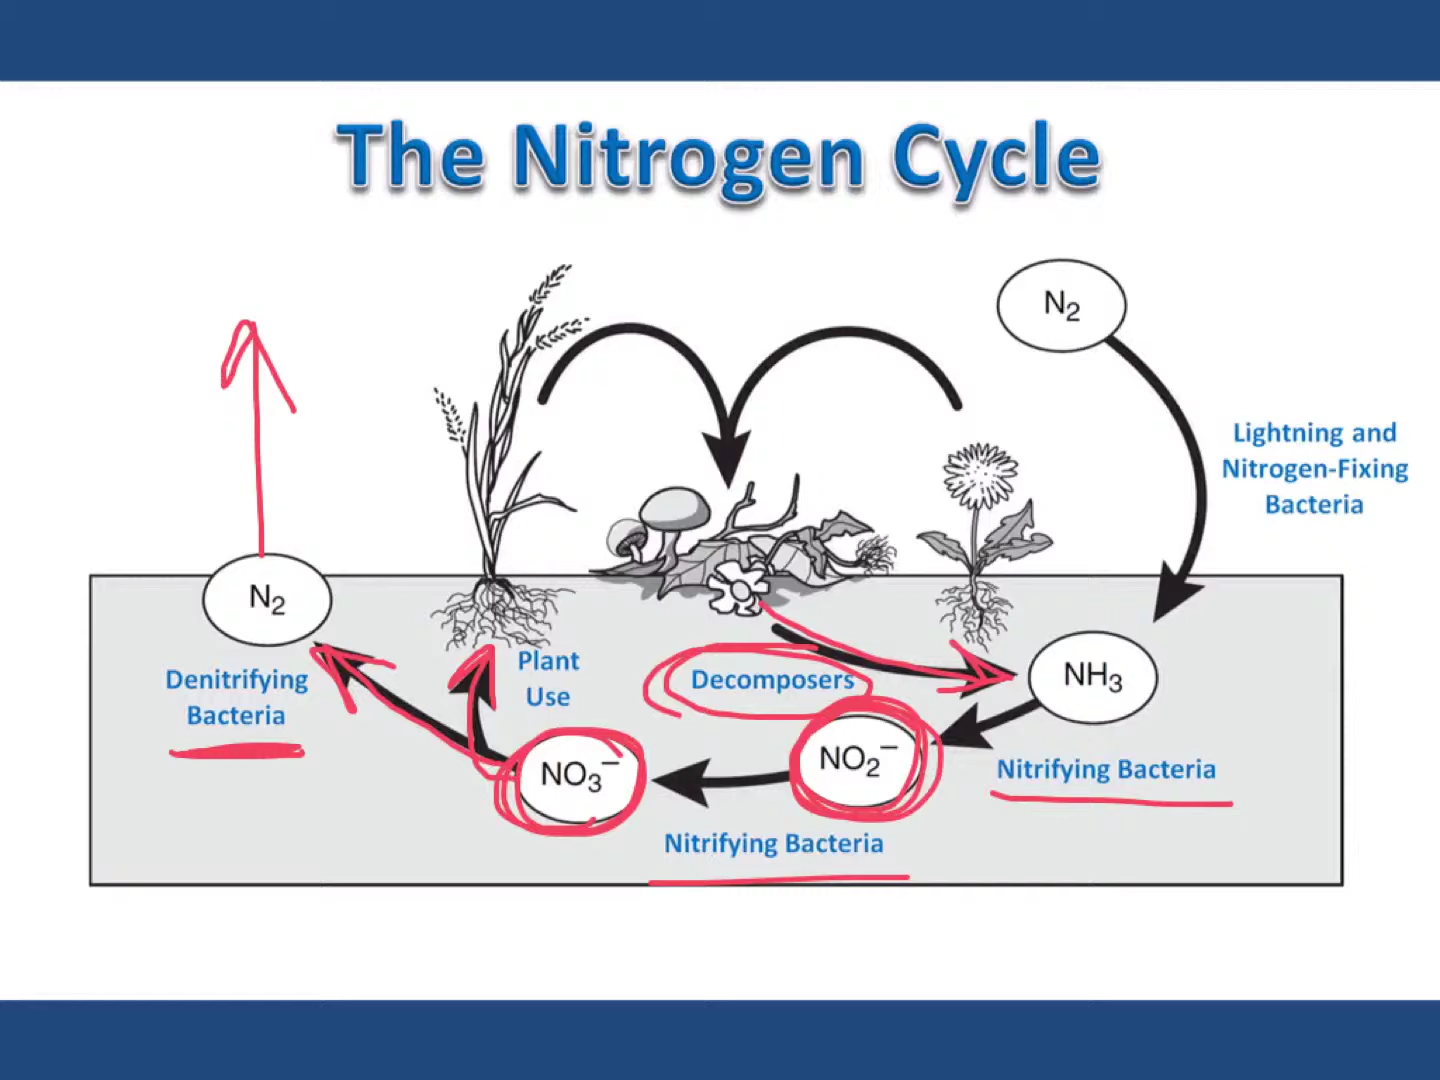 The Nitrogen Cycle
N₂
Lightning and
Nitrogen-Fixing
Bacteria
N₂
Denitrifying
Bacteria
Plant
Use
Decomposers
NH₃
NO₃⁻
NO₂⁻
Nitrifying Bacteria
Nitrifying Bacteria